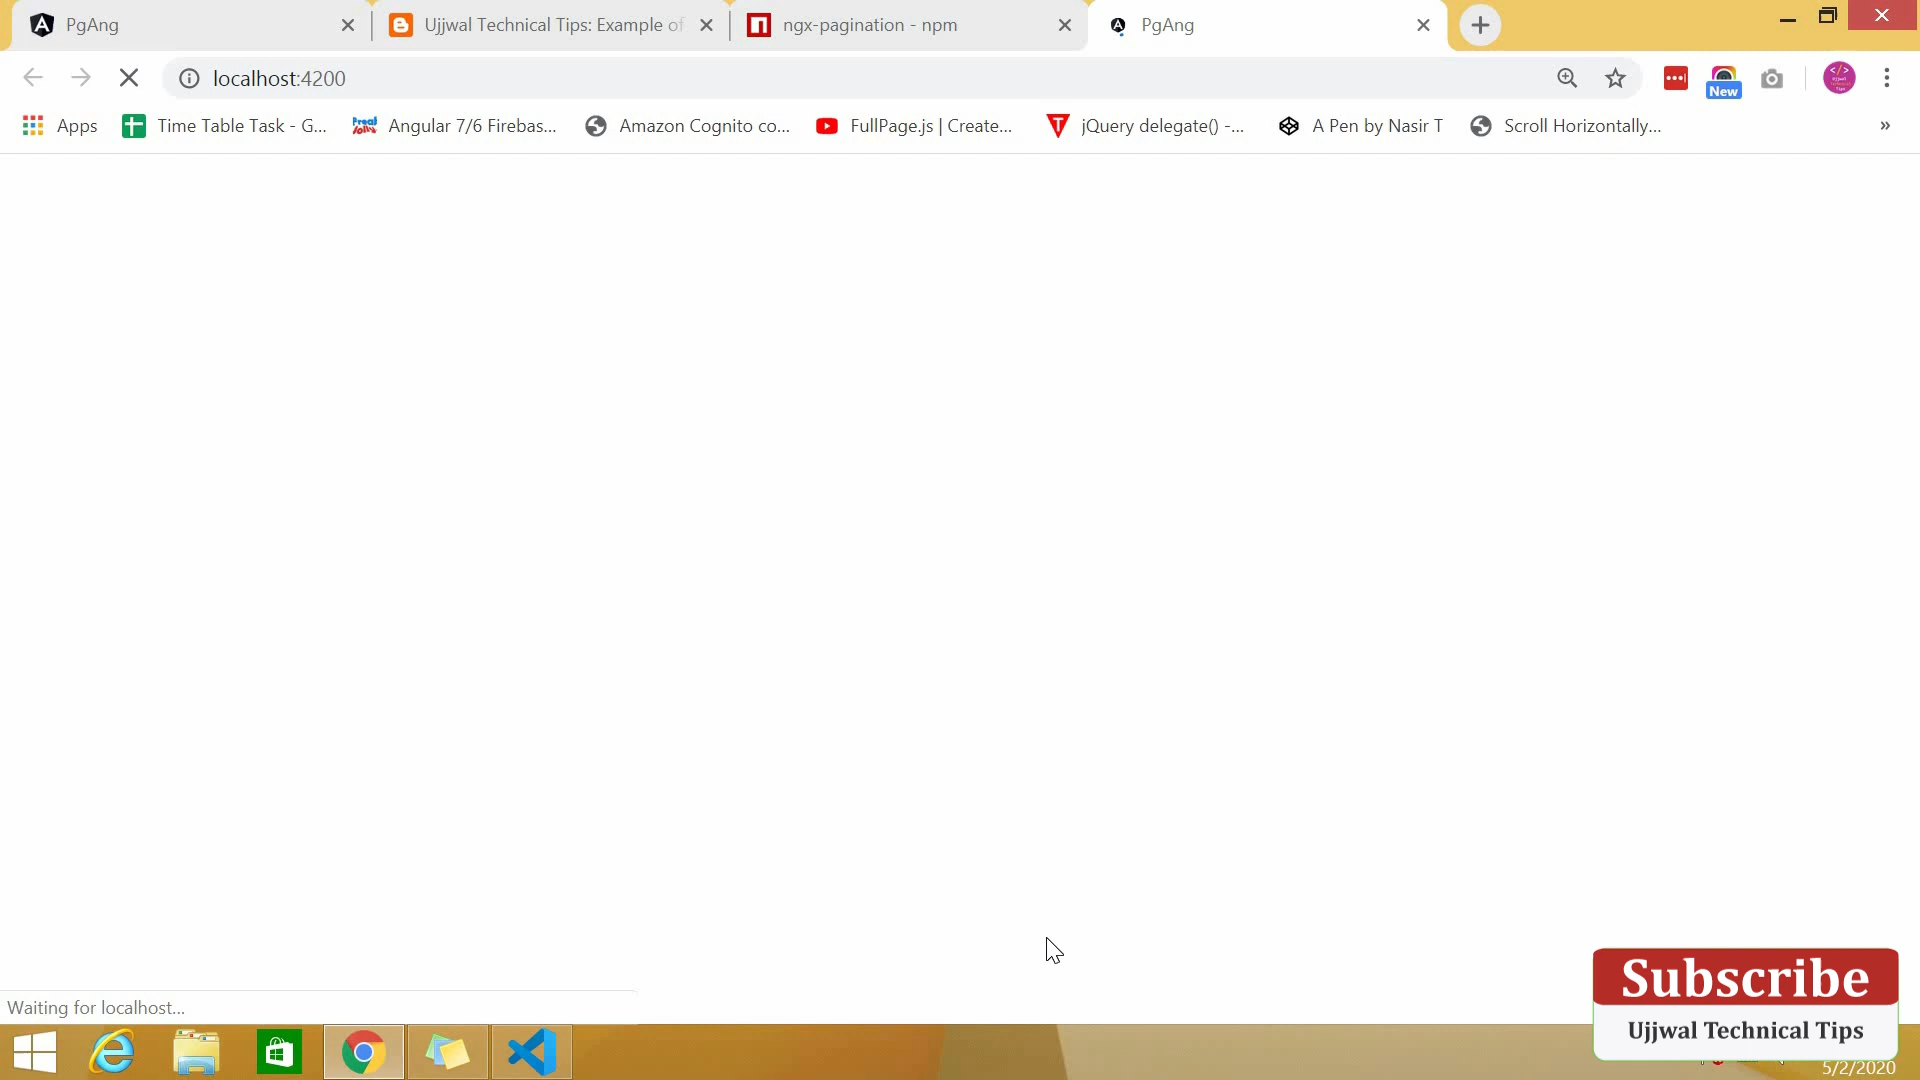 PgAng
Ujjwal Technical Tips: Example of
ngx-pagination - npm
PgAng
localhost:4200
New
Apps
Time Table Task - G...
Angular 7/6 Firebas...
Amazon Cognito co...
FullPage.js | Create...
jQuery delegate() -...
A Pen by Nasir T
Scroll Horizontally...
Waiting for localhost...
Subscribe
Ujjwal Technical Tips
5/2/2020